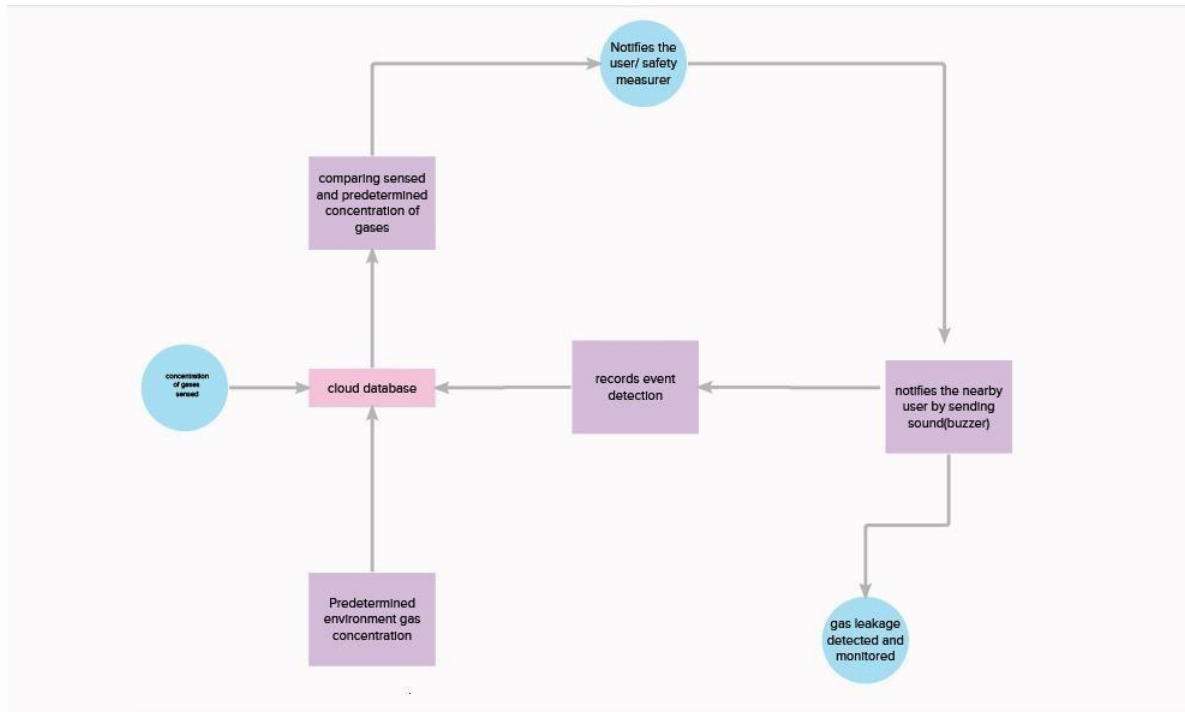 Notifies the
user/ safety
measurer
comparing sensed
and predetermined
concentration of
gases
concentration
of gases
sensed
cloud database
records event
detection
notifies the nearby
user by sending
sound(buzzer)
Predetermined
environment gas
concentration
gas leakage
detected and
monitored